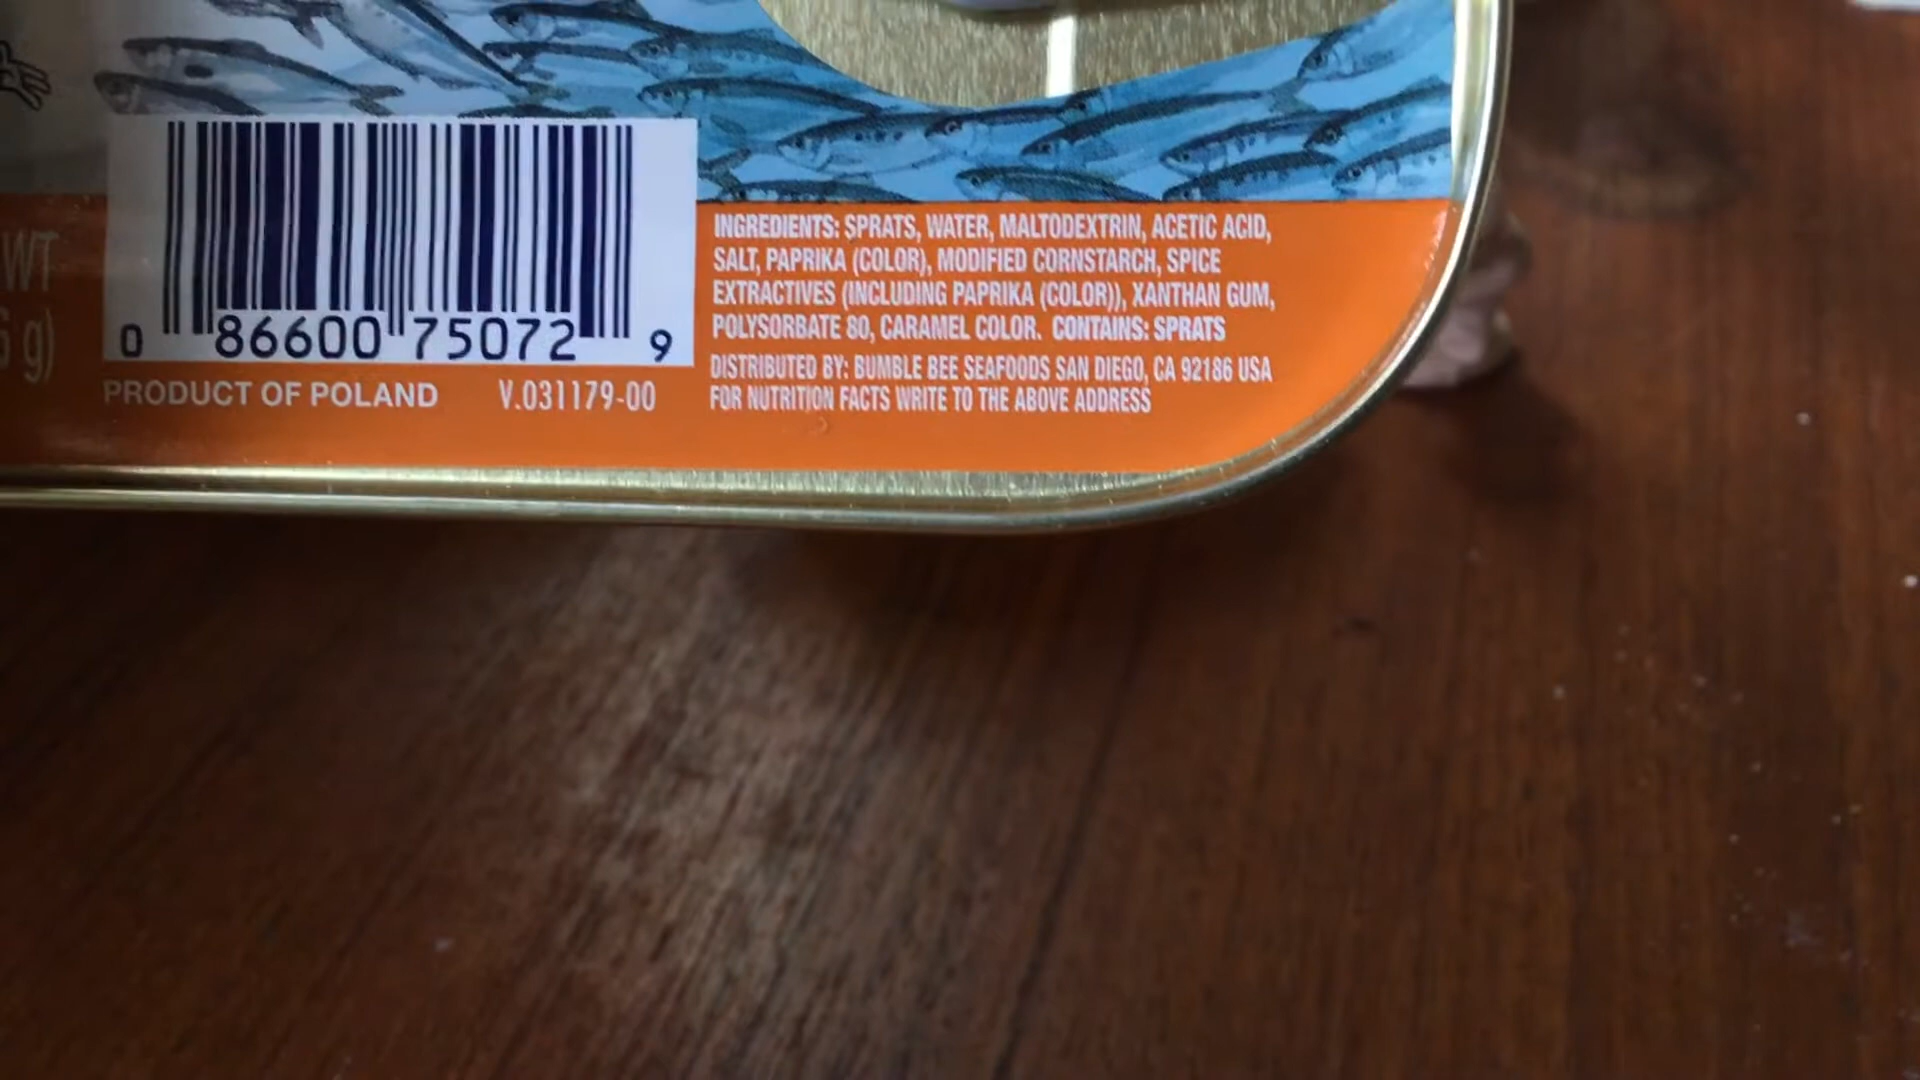 WT
g)
0 86600 75072 9
PRODUCT OF POLAND V.031179-00
INGREDIENTS: SPRATS, WATER, MALTODEXTRIN, ACETIC ACID,
SALT, PAPRIKA (COLOR), MODIFIED CORNSTARCH, SPICE
EXTRACTIVES (INCLUDING PAPRIKA (COLOR)), XANTHAN GUM,
POLYSORBATE 80, CARAMEL COLOR. CONTAINS: SPRATS
DISTRIBUTED BY: BUMBLE BEE SEAFOODS SAN DIEGO, CA 92186 USA
FOR NUTRITION FACTS WRITE TO THE ABOVE ADDRESS